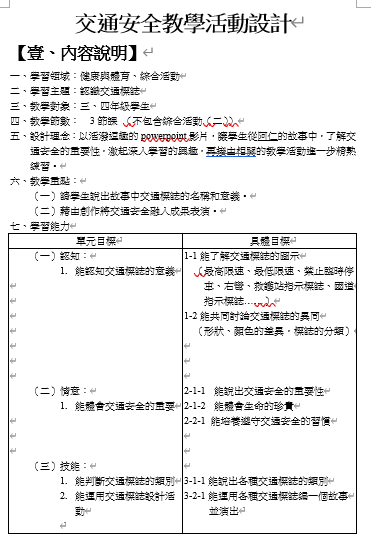 交通安全教學活動設計
【壹、內容說明】
一、學習領域：健康與體育、綜合活動
二、學習主題：認識交通標誌
三、教學對象：三、四年級學生
四、教學節數： 3 節課 （不包含綜合活動（二））
五、設計理念：以活潑逗趣的 powerpoint 影片，讓學生從阿仁的故事中，了解交
通安全的重要性，激起深入學習的興趣，再接由相關的教學活動進一步精熟
練習。
六、教學重點：
（一）請學生說出故事中交通標誌的名稱和意義。
（二）藉由創作將交通安全融入成果表演。
七、學習能力
單元目標 具體目標
（一）認知： 1-1 能了解交通標誌的圖示
1. 能認知交通標誌的意義 （最高限速、最低限速、禁止臨時停
車、右彎、救護站指示標誌、國道
指示標誌…..）
1-2 能共同討論交通標誌的異同
（形狀、顏色的差異，標誌的分類）
（二）情意： 2-1-1 能說出交通安全的重要性
1. 能體會交通安全的重要 2-1-2 能體會生命的珍貴
2-2-1 能培養遵守交通安全的習慣
（三）技能：
1. 能判斷交通標誌的類別 3-1-1 能說出各種交通標誌的類別
2. 能運用交通標誌設計活 3-2-1 能運用各種交通標誌編一個故事
動 並演出